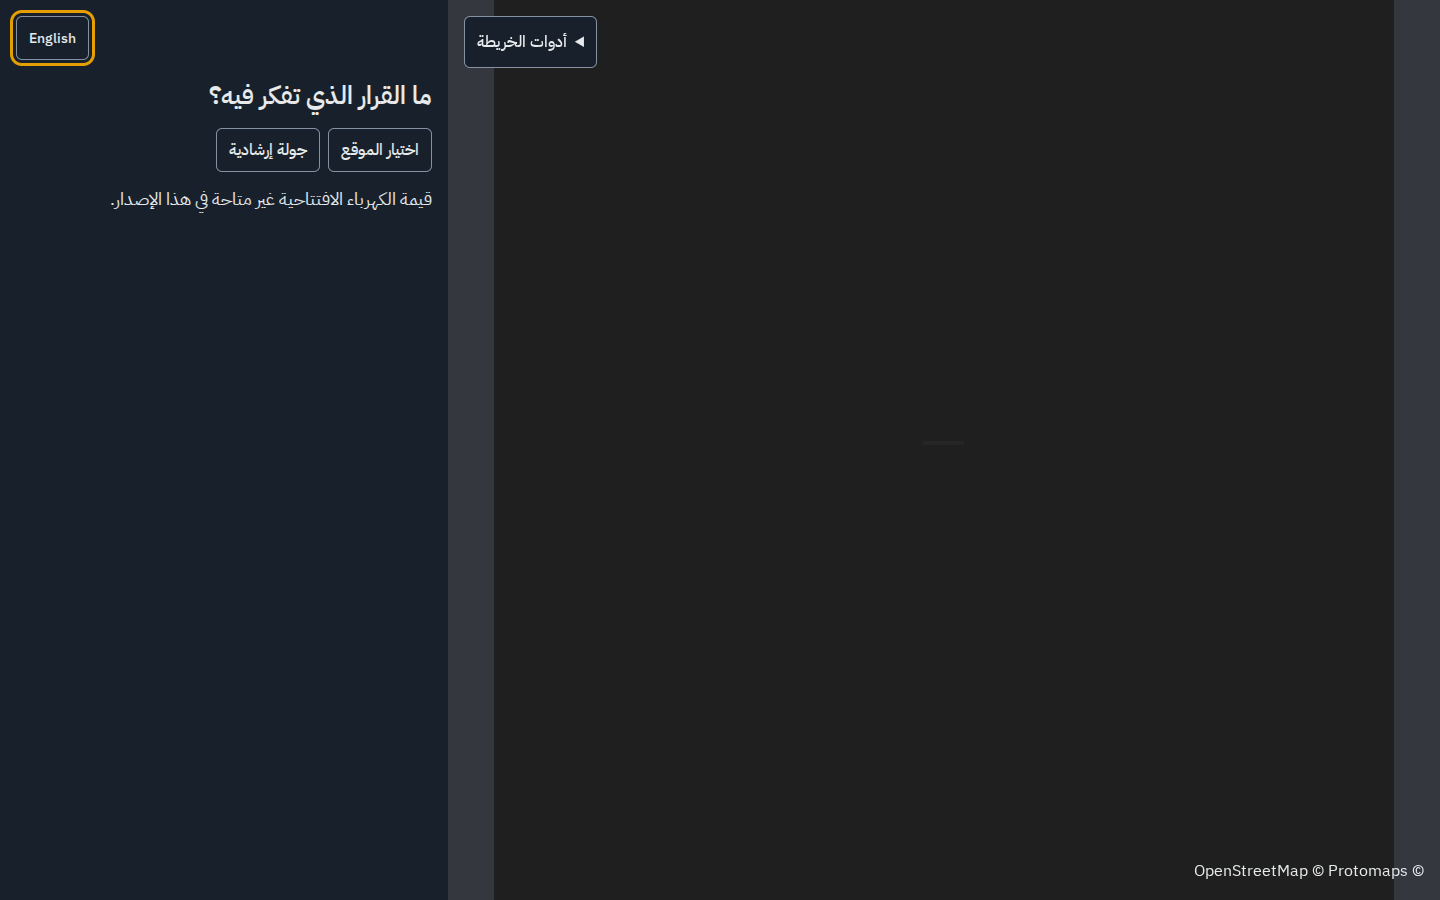 English
ما القرار الذي تفكر فيه؟
اختيار الموقع
جولة إرشادية
قيمة الكهرباء الافتتاحية غير متاحة في هذا الإصدار.
◀ أدوات الخريطة
OpenStreetMap © Protomaps ©